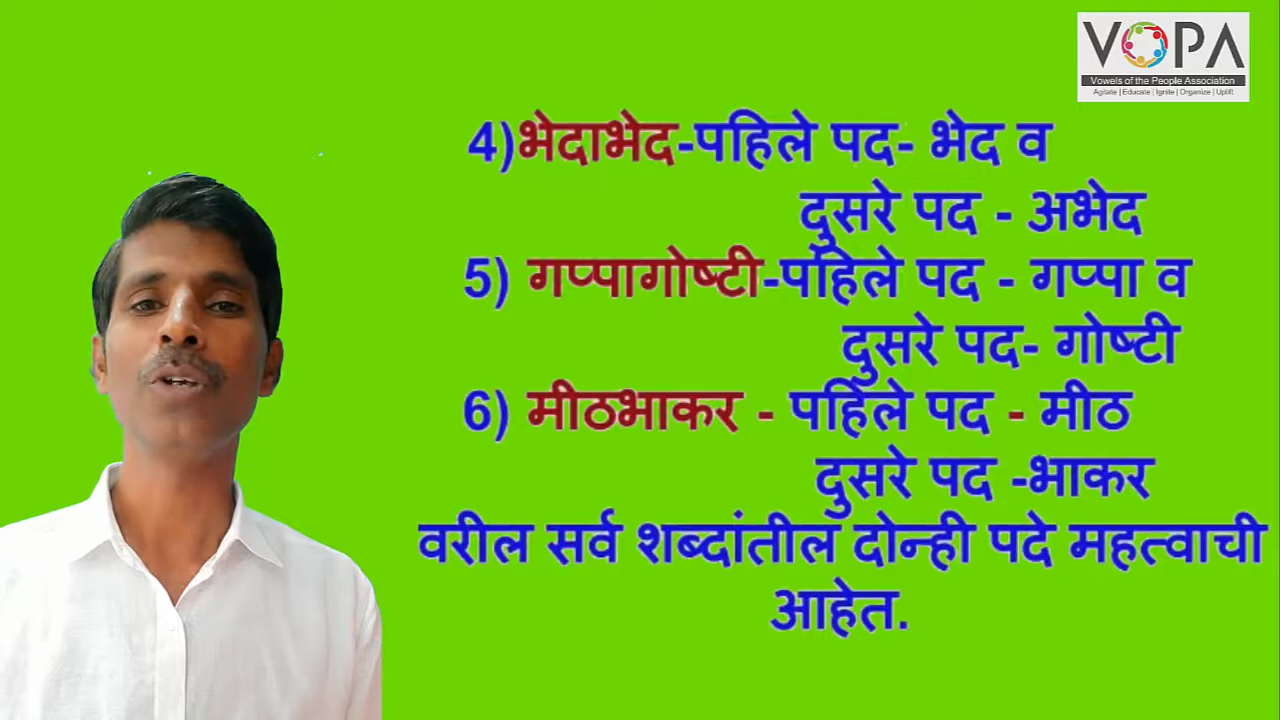 VOPA
Vowels of the People Association
Agitate | Educate | Ignite | Organize | Uplift
4)भेदाभेद-पहिले पद- भेद व
दुसरे पद - अभेद
5) गप्पागोष्टी-पहिले पद - गप्पा व
दुसरे पद- गोष्टी
6) मीठभाकर - पहिले पद - मीठ
दुसरे पद -भाकर
वरील सर्व शब्दांतील दोन्ही पदे महत्वाची
आहेत.